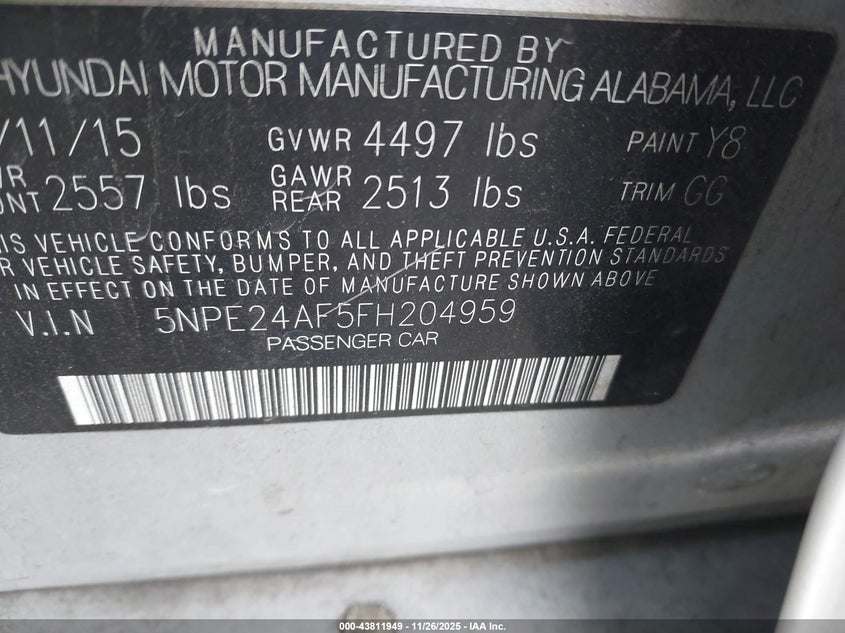 MANUFACTURED BY
HYUNDAI MOTOR MANUFACTURING ALABAMA, LLC
/11/15 GVWR 4497 lbs PAINT Y8
2557 lbs GAWR REAR 2513 lbs TRIM GG
VEHICLE CONFORMS TO ALL APPLICABLE U.S.A. FEDERAL
VEHICLE SAFETY, BUMPER, AND THEFT PREVENTION STANDARDS
IN EFFECT ON THE DATE OF MANUFACTURE SHOWN ABOVE
V.I.N 5NPE24AF5FH204959
PASSENGER CAR
000-43811949 - 11/26/2025 - IAA Inc.